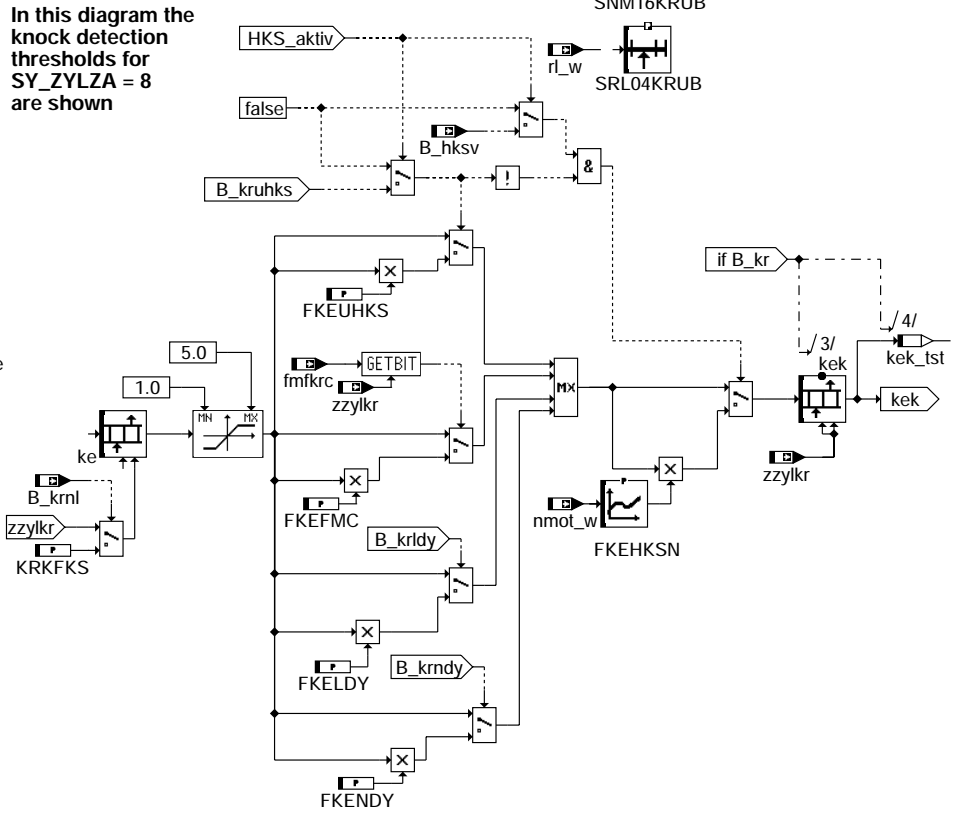 In this diagram the
knock detection
thresholds for
SY_ZYLZA = 8
are shown
SNM16KRUB
HKS_aktiv
rl_w
SRL04KRUB
false
B_hksv
B_kruhks
!
&
if B_kr
P
FKEUHKS
4/
3/
5.0
1.0
fmfkrc
GETBIT
zzylkr
MX
kek
kek_tst
kek
MN MX
ke
zzylkr
P
FKEFMC
B_krnl
zzylkr
P
KRKFKS
P
nmot_w
FKEHKSN
B_krldy
P
FKELDY
B_krndy
P
FKENDY